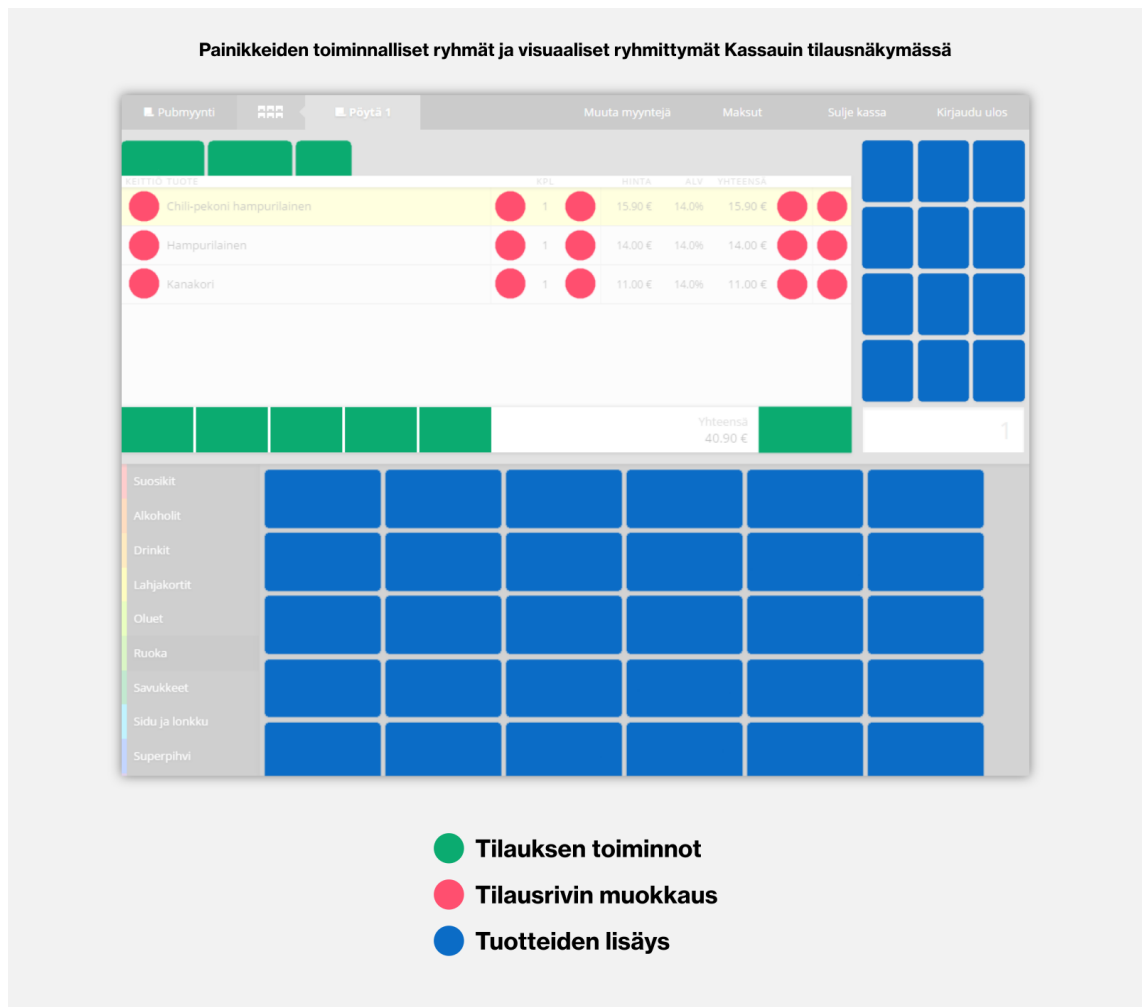 Painikkeiden toiminnalliset ryhmät ja visuaaliset ryhmittymät Kassauin tilausnäkymässä
Pubmyynti Pöytä 1 Muuta myyntejä Maksut Sulje kassa Kirjaudu ulos
KEITTIÖ TUOTE KPL HINTA ALV YHTEENSÄ
Chili-pekoni hampurilainen 1 15.90 € 14.0% 15.90 €
Hampurilainen 1 14.00 € 14.0% 14.00 €
Kanakori 1 11.00 € 14.0% 11.00 €
Yhteensä
40.90 €
1
Suosikit
Alkoholit
Drinkit
Lahjakortit
Oluet
Ruoka
Savukkeet
Sidu ja lonkku
Superpihvi
Tilauksen toiminnot
Tilausrivin muokkaus
Tuotteiden lisäys